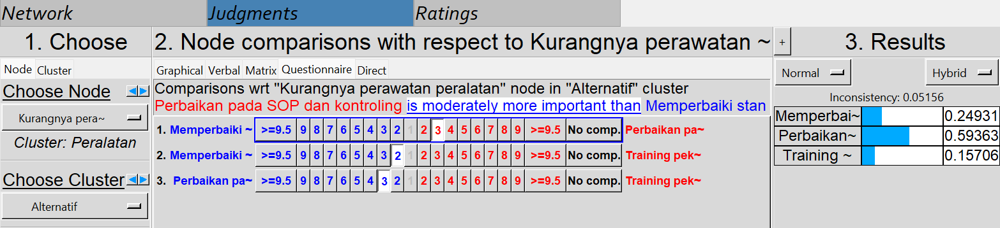 Network Judgments Ratings
1. Choose
Node Cluster
Choose Node
Kurangnya pera~
Cluster: Peralatan
Choose Cluster
Alternatif
2. Node comparisons with respect to Kurangnya perawatan ~
Graphical Verbal Matrix Questionnaire Direct
Comparisons wrt "Kurangnya perawatan peralatan" node in "Alternatif" cluster
Perbaikan pada SOP dan kontroling is moderately more important than Memperbaiki stan
1. Memperbaiki ~ >=9.5 9 8 7 6 5 4 3 2 1 2 3 4 5 6 7 8 9 >=9.5 No comp. Perbaikan pa~
2. Memperbaiki ~ >=9.5 9 8 7 6 5 4 3 2 1 2 3 4 5 6 7 8 9 >=9.5 No comp. Training pek~
3. Perbaikan pa~ >=9.5 9 8 7 6 5 4 3 2 1 2 3 4 5 6 7 8 9 >=9.5 No comp. Training pek~
+ 3. Results
Normal Hybrid
Inconsistency: 0.05156
Memperbai~ 0.24931
Perbaikan~ 0.59363
Training ~ 0.15706